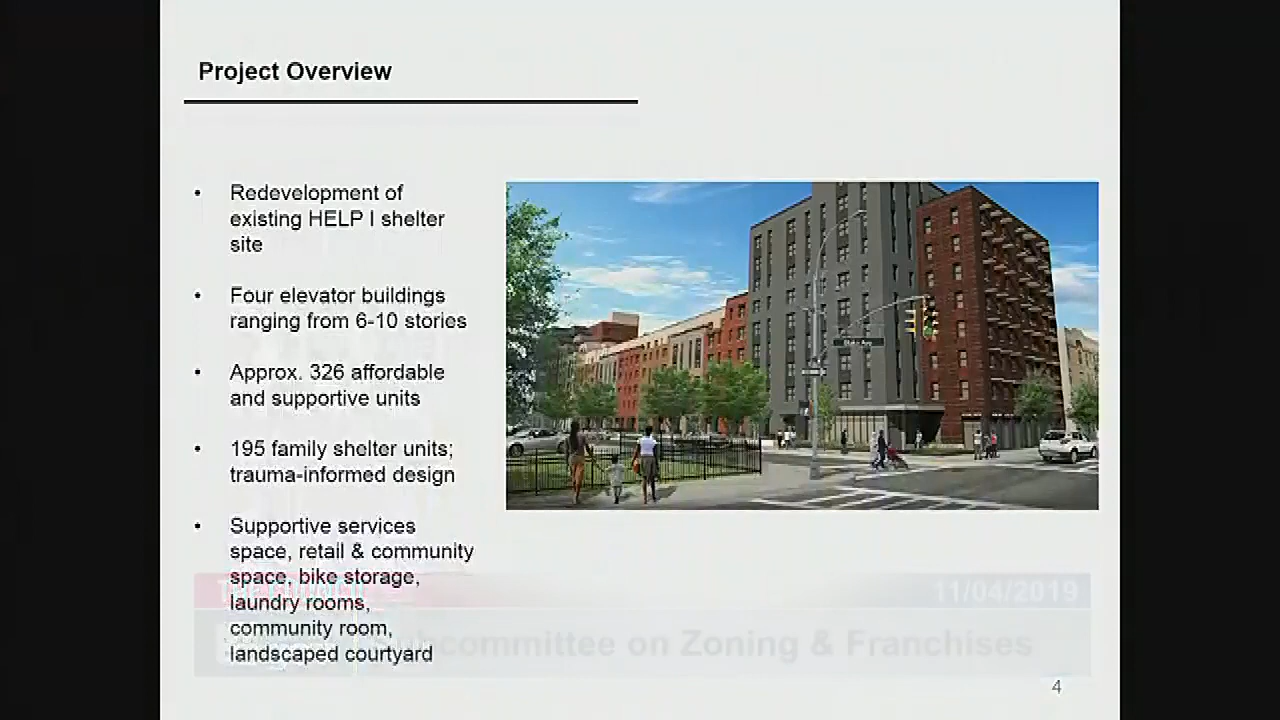 Project Overview
• Redevelopment of
existing HELP I shelter
site
• Four elevator buildings
ranging from 6-10 stories
• Approx. 326 affordable
and supportive units
• 195 family shelter units;
trauma-informed design
• Supportive services
space, retail & community
space, bike storage,
laundry rooms,
community room,
landscaped courtyard
Blake Ave
11/04/2019
Subcommittee on Zoning & Franchises
4